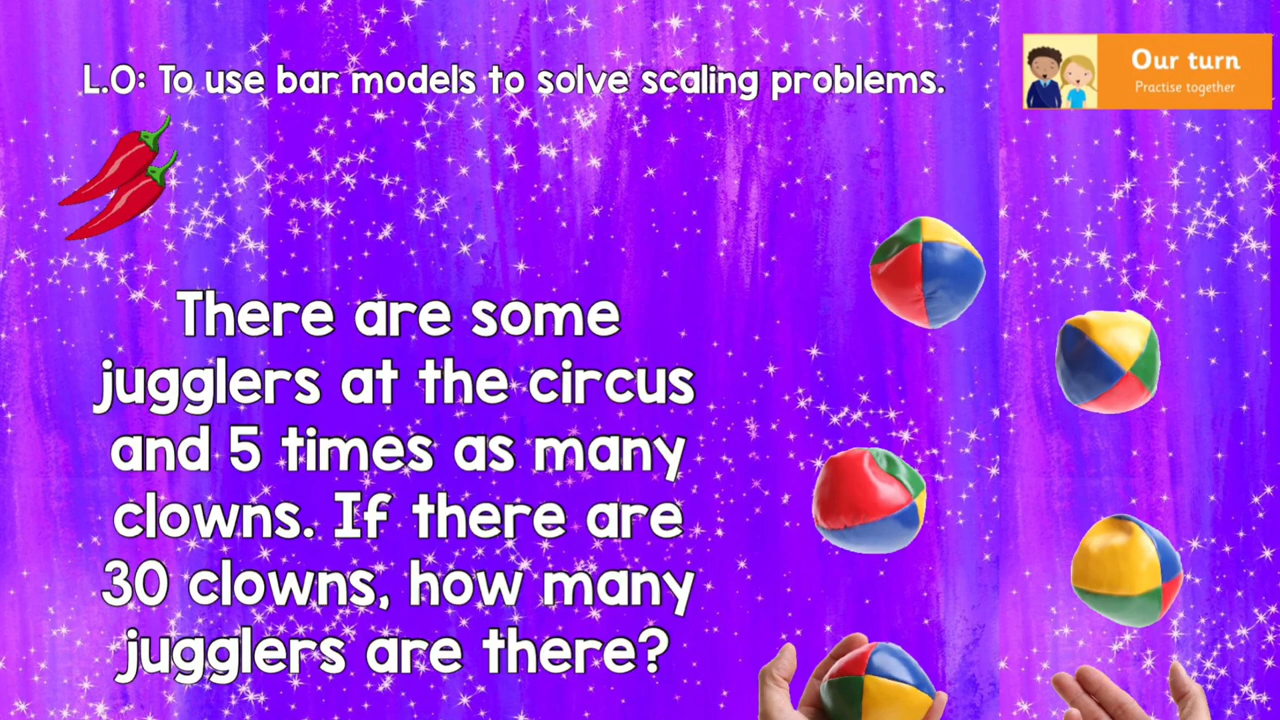 L.O: To use bar models to solve scaling problems.
Our turn
Practise together
There are some
jugglers at the circus
and 5 times as many
clowns. If there are
30 clowns, how many
jugglers are there?